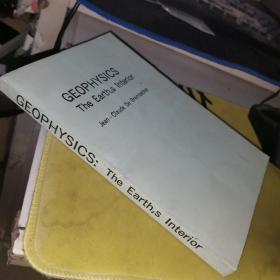 GEOPHYSICS
The Earth,s Interior
Jean-Claude De Bremaecker
GEOPHYSICS: The Earth,s Interior